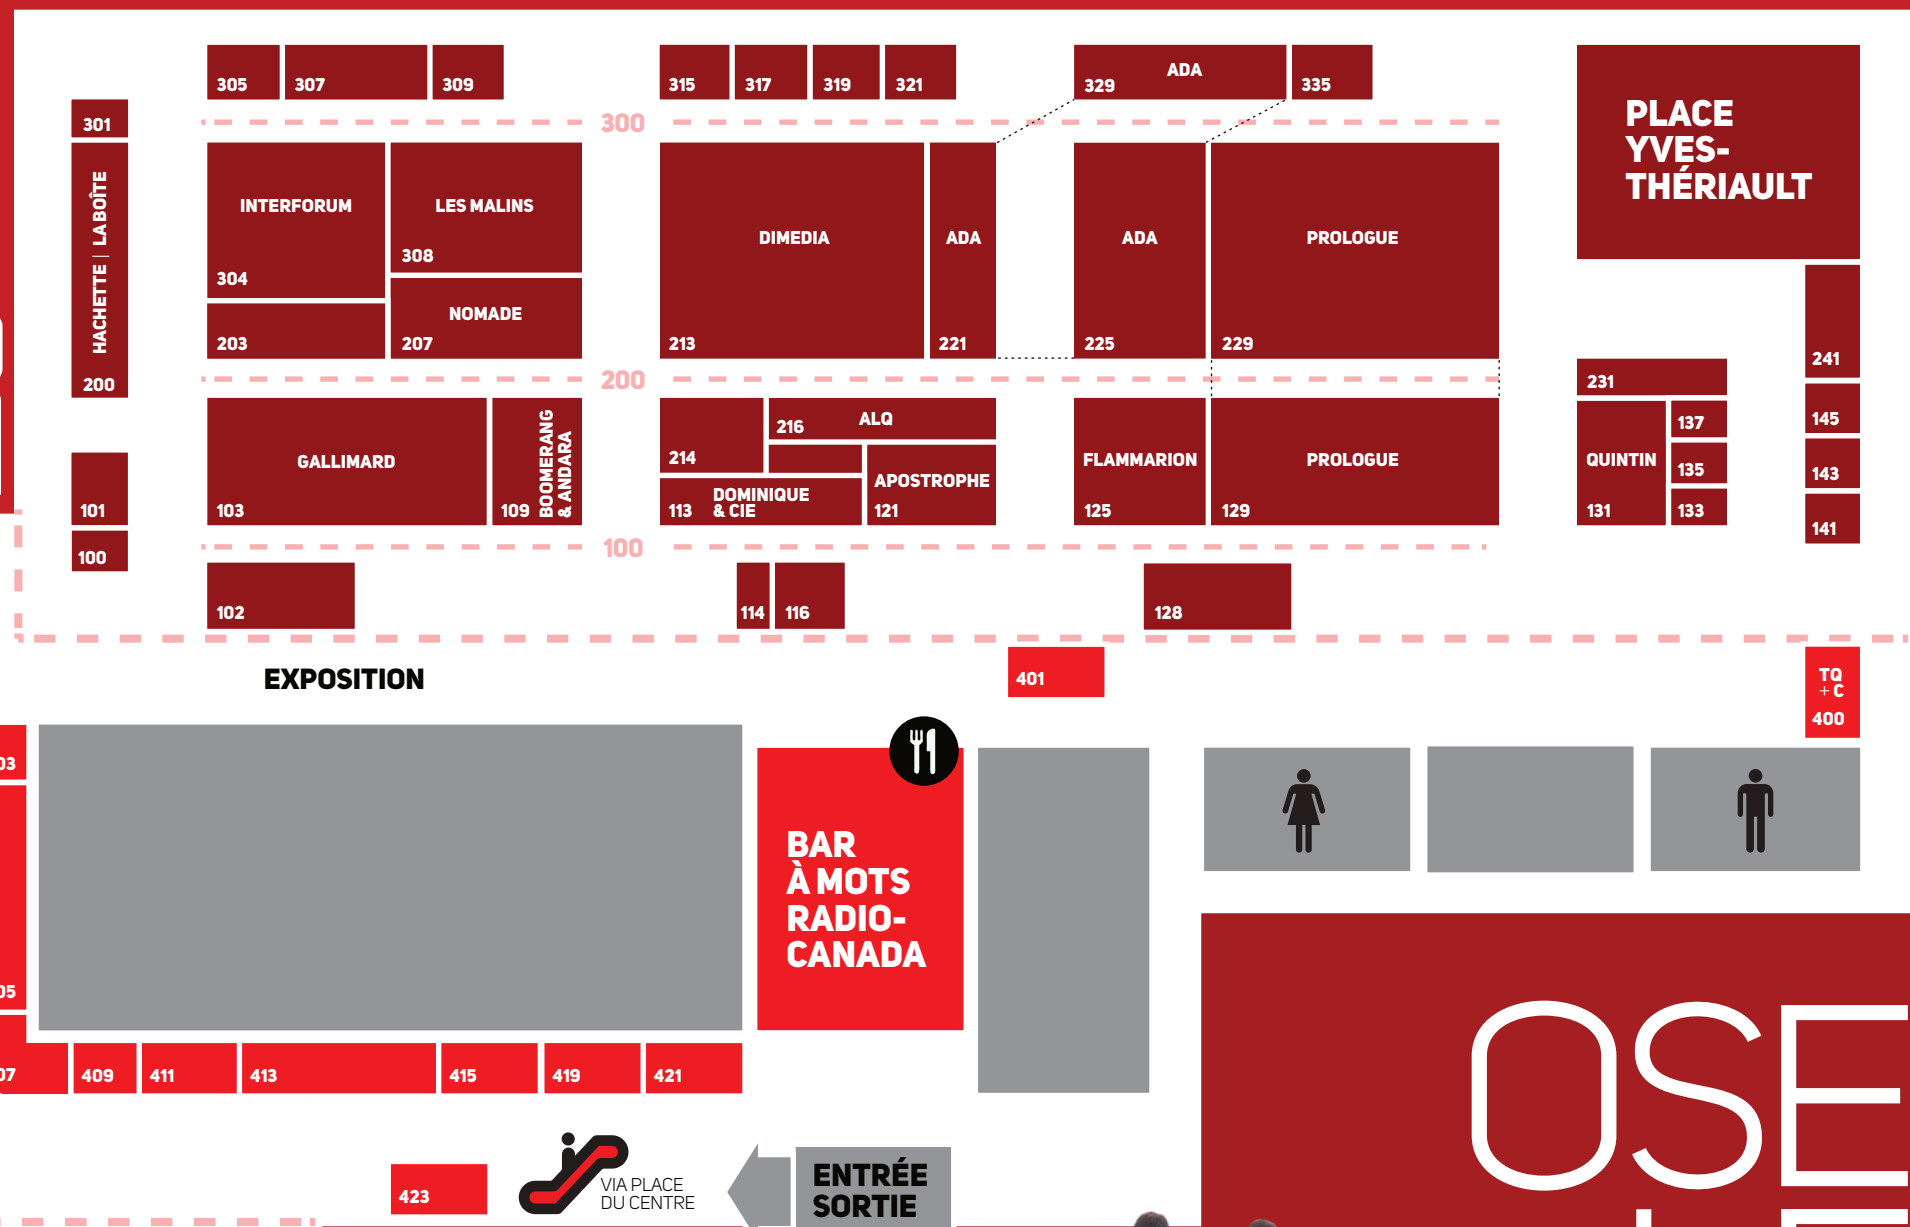 305
307
309
315
317
319
321
329
ADA
335
PLACE
YVES-
THÉRIAULT
301
300
HACHETTE | LA BOÎTE
200
INTERFORUM
304
LES MALINS
308
203
NOMADE
207
DIMEDIA
213
ADA
221
ADA
225
PROLOGUE
229
241
200
231
101
GALLIMARD
103
109
BOOMERANG
& ANDARA
214
216
ALQ
113
DOMINIQUE
& CIE
APOSTROPHE
121
FLAMMARION
125
PROLOGUE
129
QUINTIN
131
137
135
133
145
143
141
100
100
102
114
116
128
EXPOSITION
401
TQ
+ C
400
03
BAR
À MOTS
RADIO-
CANADA
05
07
409
411
413
415
419
421
OSE
423
VIA PLACE
DU CENTRE
ENTRÉE
SORTIE